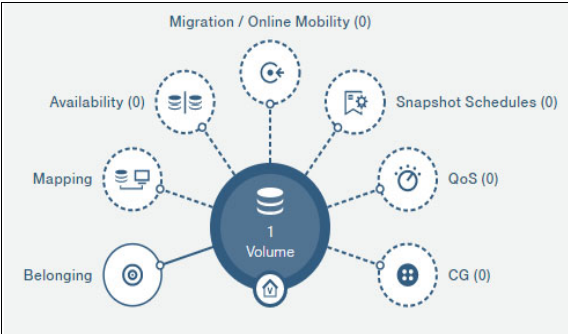 Migration / Online Mobility (0)
Availability (0)
Snapshot Schedules (0)
Mapping
QoS (0)
1
Volume
Belonging
CG (0)
V